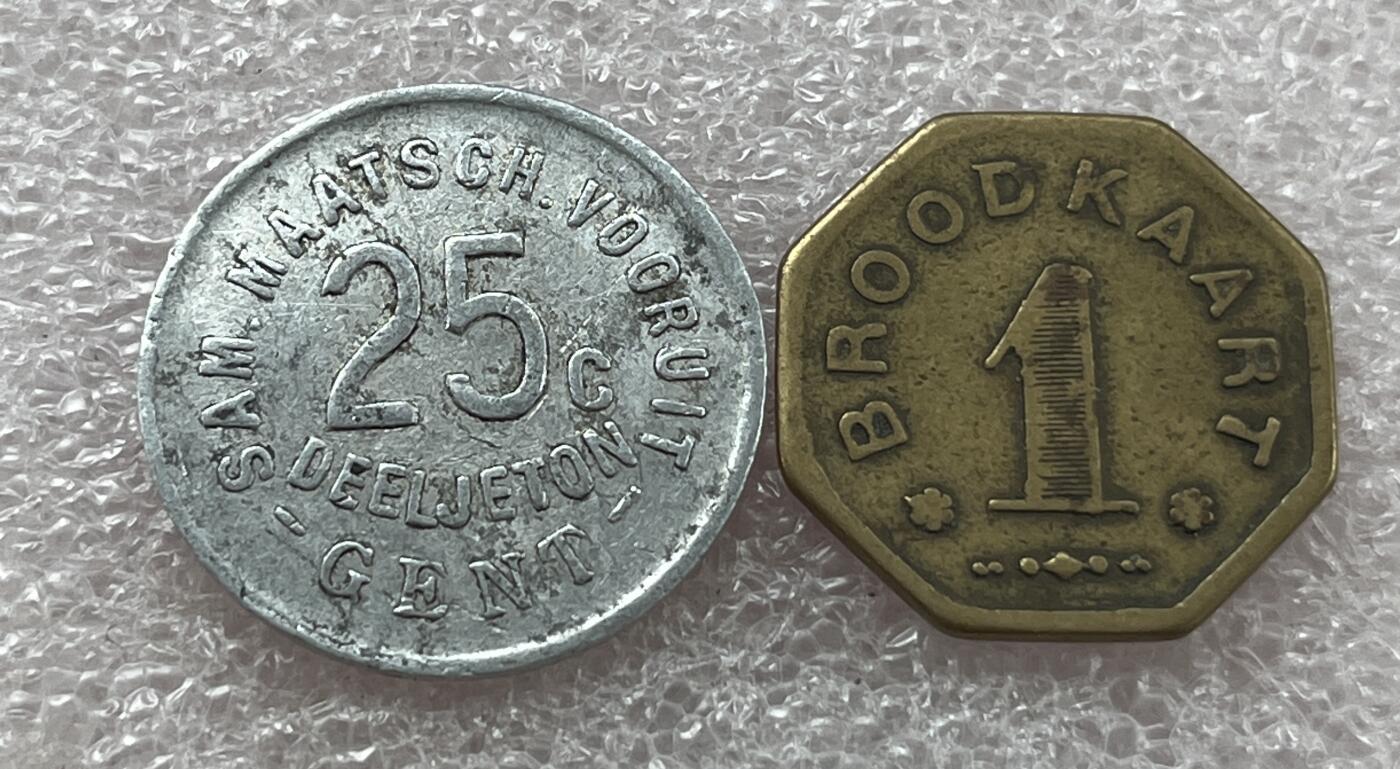 SAM. MAATSCH. VOORUIT
25 C
DEELJETON
- GENT -
BROODKAART
1